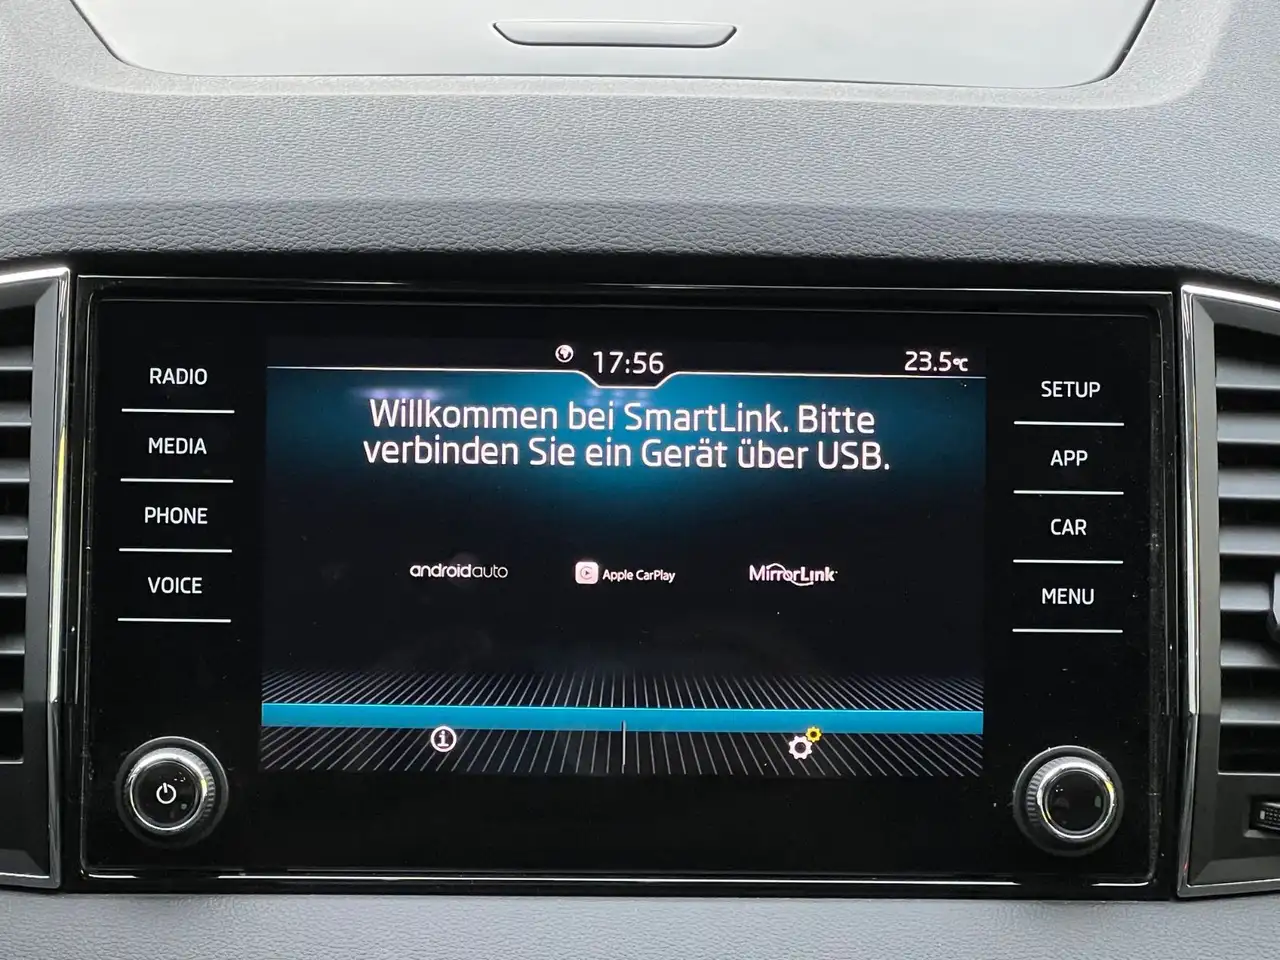 17:56
23.5°C
RADIO
MEDIA
PHONE
VOICE
Willkommen bei SmartLink. Bitte
verbinden Sie ein Gerät über USB.
androidauto
Apple CarPlay
MirrorLink
SETUP
APP
CAR
MENU